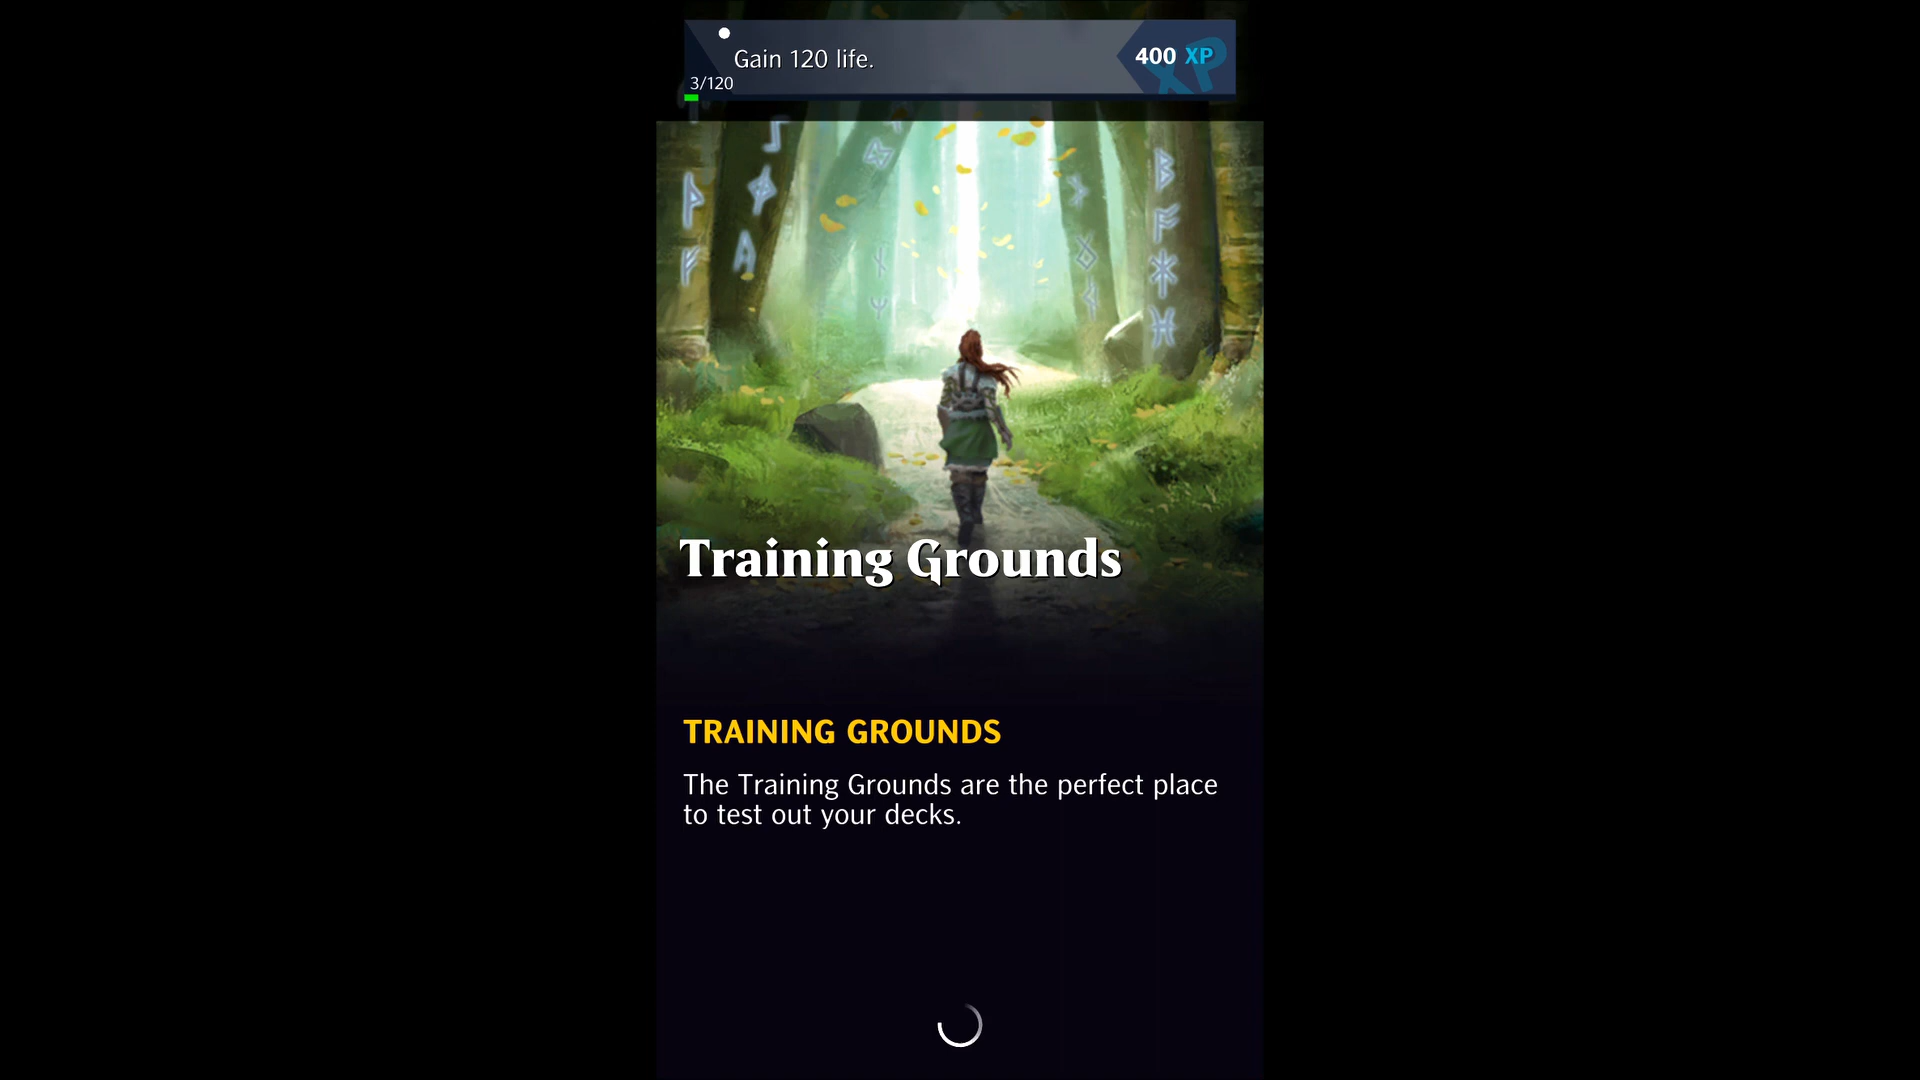 Gain 120 life.
400 XP
3/120
Training Grounds
TRAINING GROUNDS
The Training Grounds are the perfect place
to test out your decks.